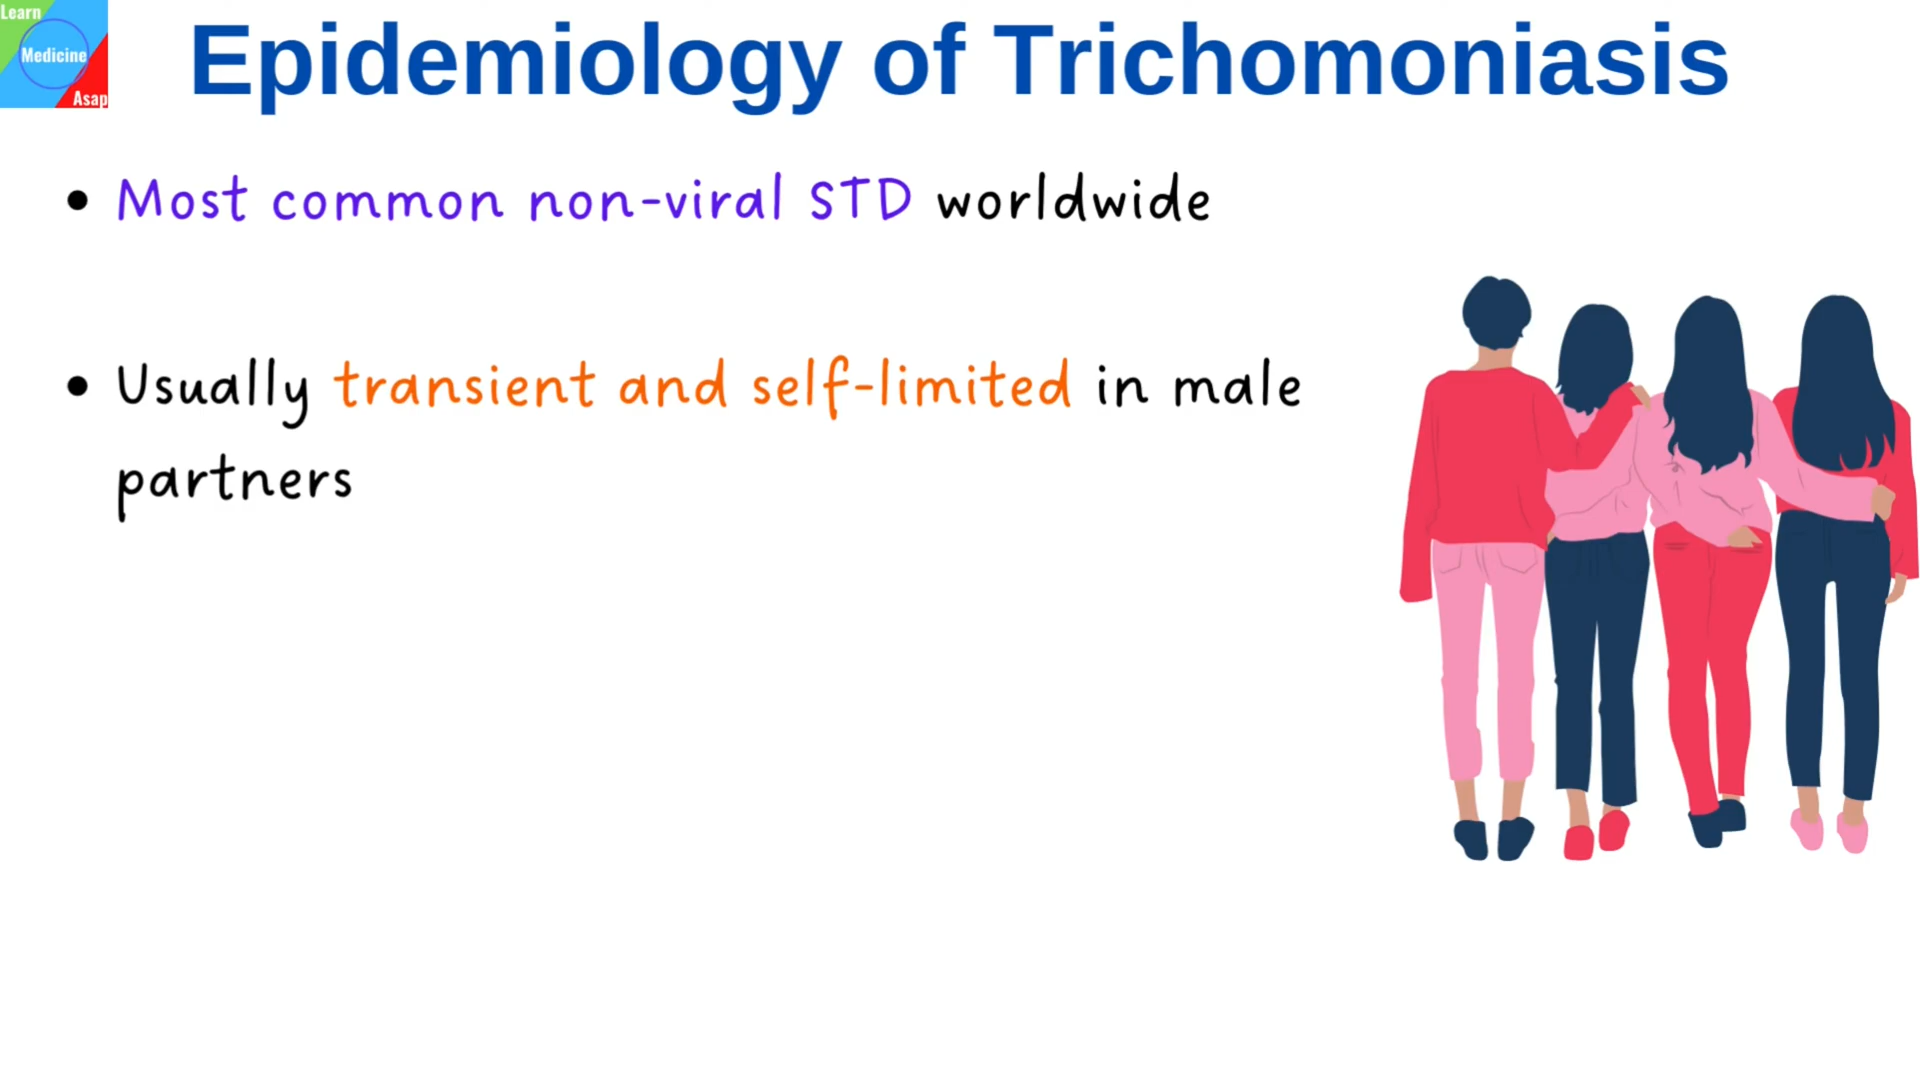 Learn
Medicine
Asap
Epidemiology of Trichomoniasis
• Most common non-viral STD worldwide
• Usually transient and self-limited in male
partners